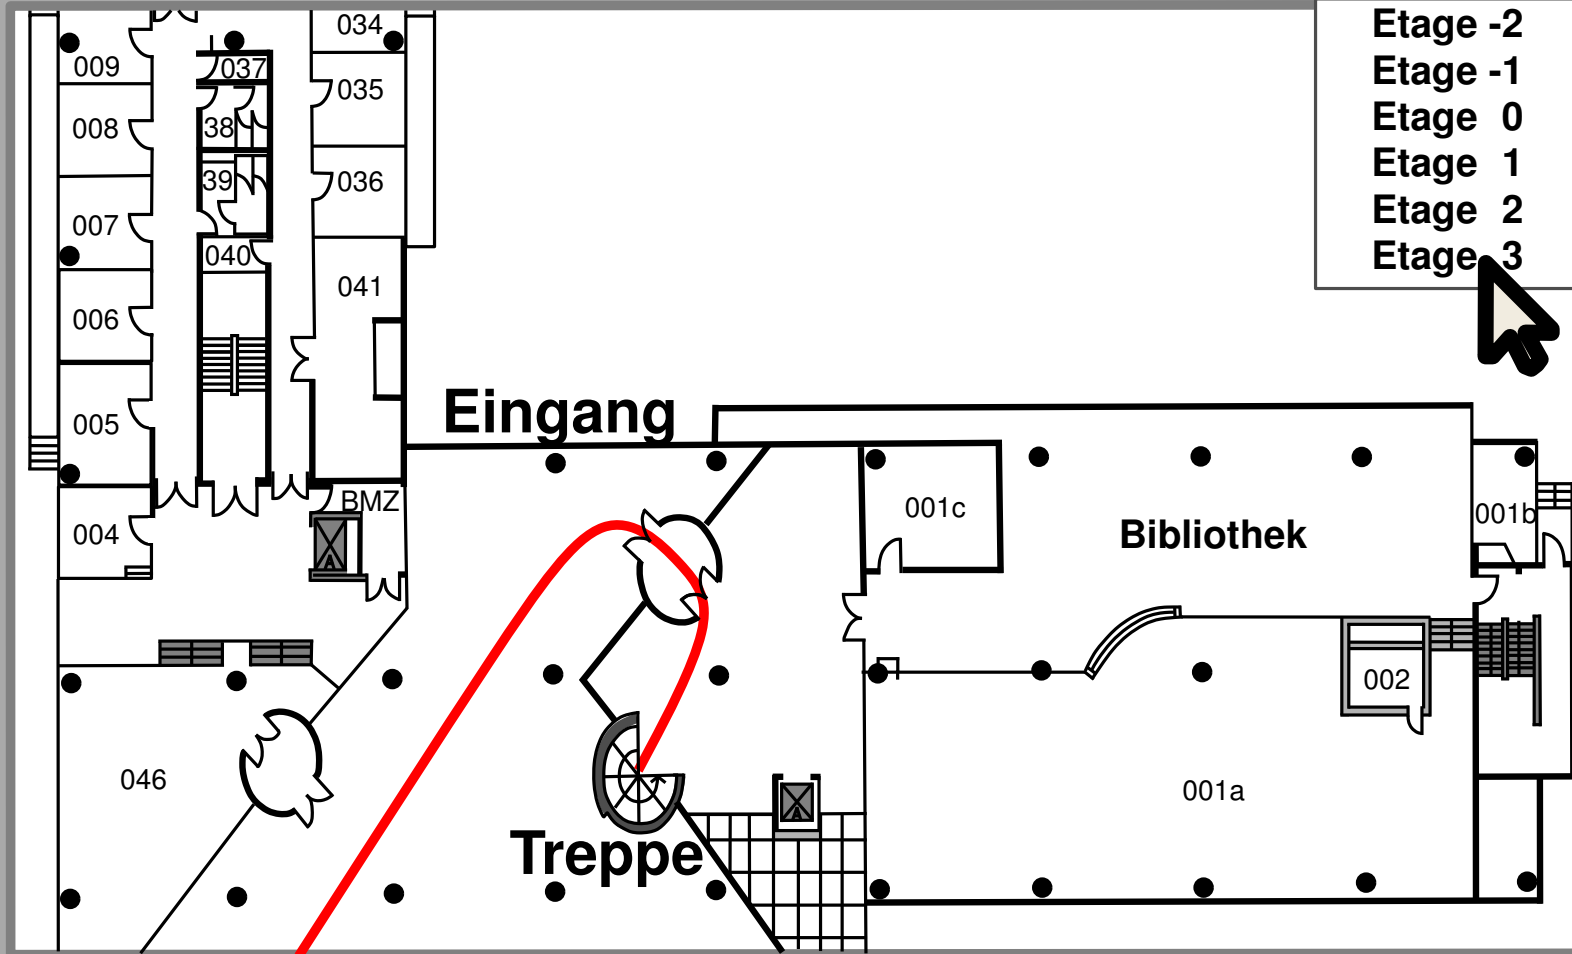 Etage -2
Etage -1
Etage 0
Etage 1
Etage 2
Etage 3
034
009
037
035
008
38
39
036
007
040
041
006
005
Eingang
BMZ
004
A
001c
Bibliothek
001b
002
046
001a
A
Treppe